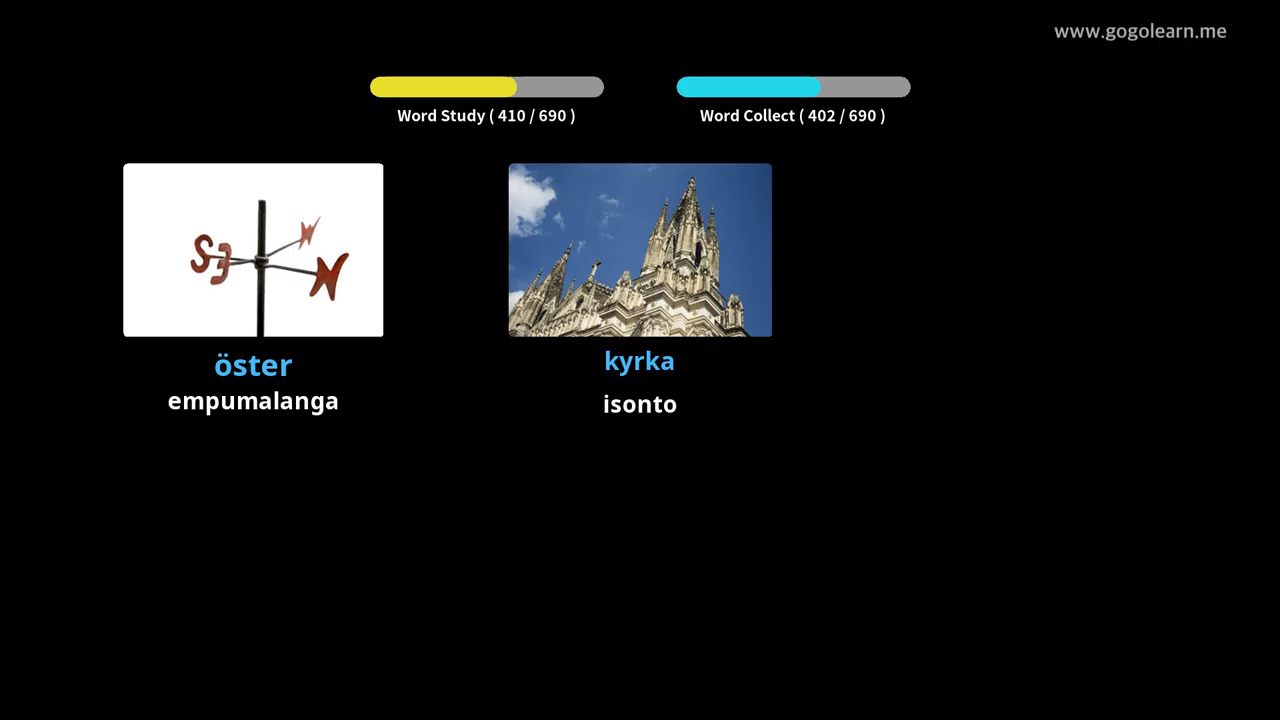 www.gogolearn.me
Word Study ( 410 / 690 )
Word Collect ( 402 / 690 )
S
E
N
öster
kyrka
empumalanga
isonto